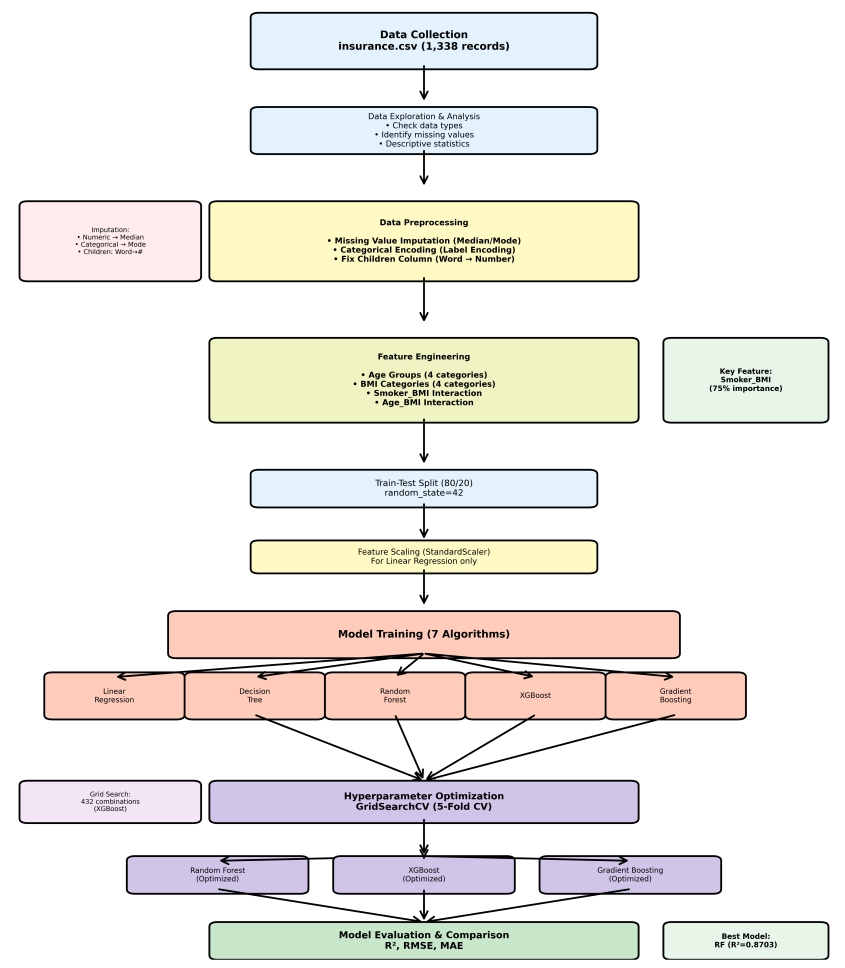 Data Collection
insurance.csv (1,338 records)
Data Exploration & Analysis
• Check data types
• Identify missing values
• Descriptive statistics
Imputation:
• Numeric → Median
• Categorical → Mode
• Children: Word→#
Data Preprocessing
• Missing Value Imputation (Median/Mode)
• Categorical Encoding (Label Encoding)
• Fix Children Column (Word → Number)
Feature Engineering
• Age Groups (4 categories)
• BMI Categories (4 categories)
• Smoker_BMI Interaction
• Age_BMI Interaction
Key Feature:
Smoker_BMI
(75% importance)
Train-Test Split (80/20)
random_state=42
Feature Scaling (StandardScaler)
For Linear Regression only
Model Training (7 Algorithms)
Linear
Regression
Decision
Tree
Random
Forest
XGBoost
Gradient
Boosting
Grid Search:
432 combinations
(XGBoost)
Hyperparameter Optimization
GridSearchCV (5-Fold CV)
Random Forest
(Optimized)
XGBoost
(Optimized)
Gradient Boosting
(Optimized)
Model Evaluation & Comparison
R², RMSE, MAE
Best Model:
RF (R²=0.8703)